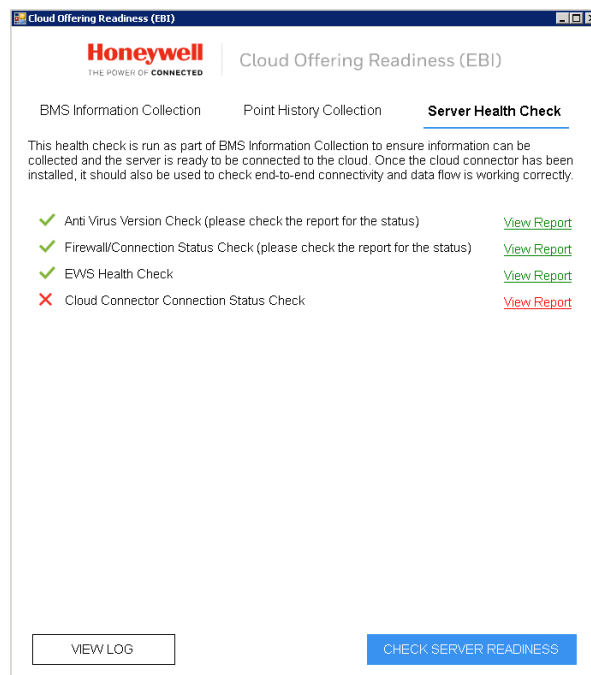 Cloud Offering Readiness (EBI)
Honeywell
THE POWER OF CONNECTED
Cloud Offering Readiness (EBI)
BMS Information Collection
Point History Collection
Server Health Check
This health check is run as part of BMS Information Collection to ensure information can be
collected and the server is ready to be connected to the cloud. Once the cloud connector has been
installed, it should also be used to check end-to-end connectivity and data flow is working correctly.
Anti Virus Version Check (please check the report for the status)
View Report
Firewall/Connection Status Check (please check the report for the status)
View Report
EWS Health Check
View Report
Cloud Connector Connection Status Check
View Report
VIEW LOG
CHECK SERVER READINESS